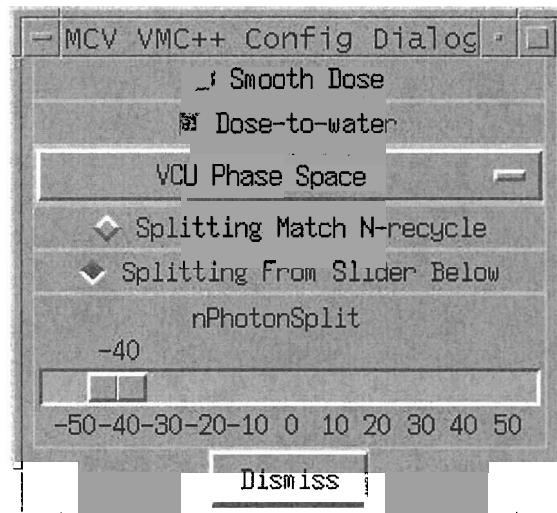 MCV VMC++ Config Dialog
Smooth Dose
Dose-to-water
VCU Phase Space
Splitting Match N-recycle
Splitting From Slider Below
nPhotonSplit
-40
-50-40-30-20-10 0 10 20 30 40 50
Dismiss